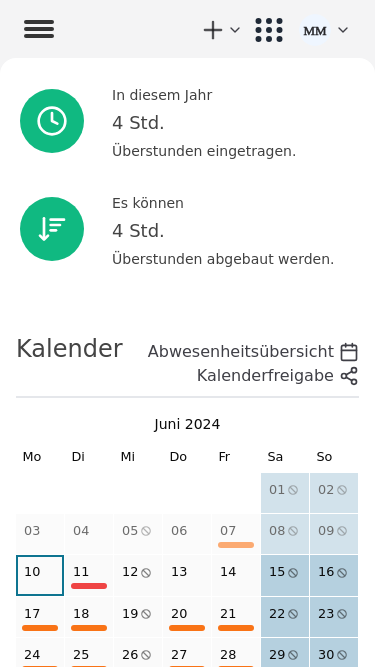 MM
In diesem Jahr
4 Std.
Überstunden eingetragen.
Es können
4 Std.
Überstunden abgebaut werden.
Kalender
Abwesenheitsübersicht
Kalenderfreigabe
Juni 2024
Mo Di Mi Do Fr Sa So
01 02
03 04 05 06 07 08 09
10 11 12 13 14 15 16
17 18 19 20 21 22 23
24 25 26 27 28 29 30